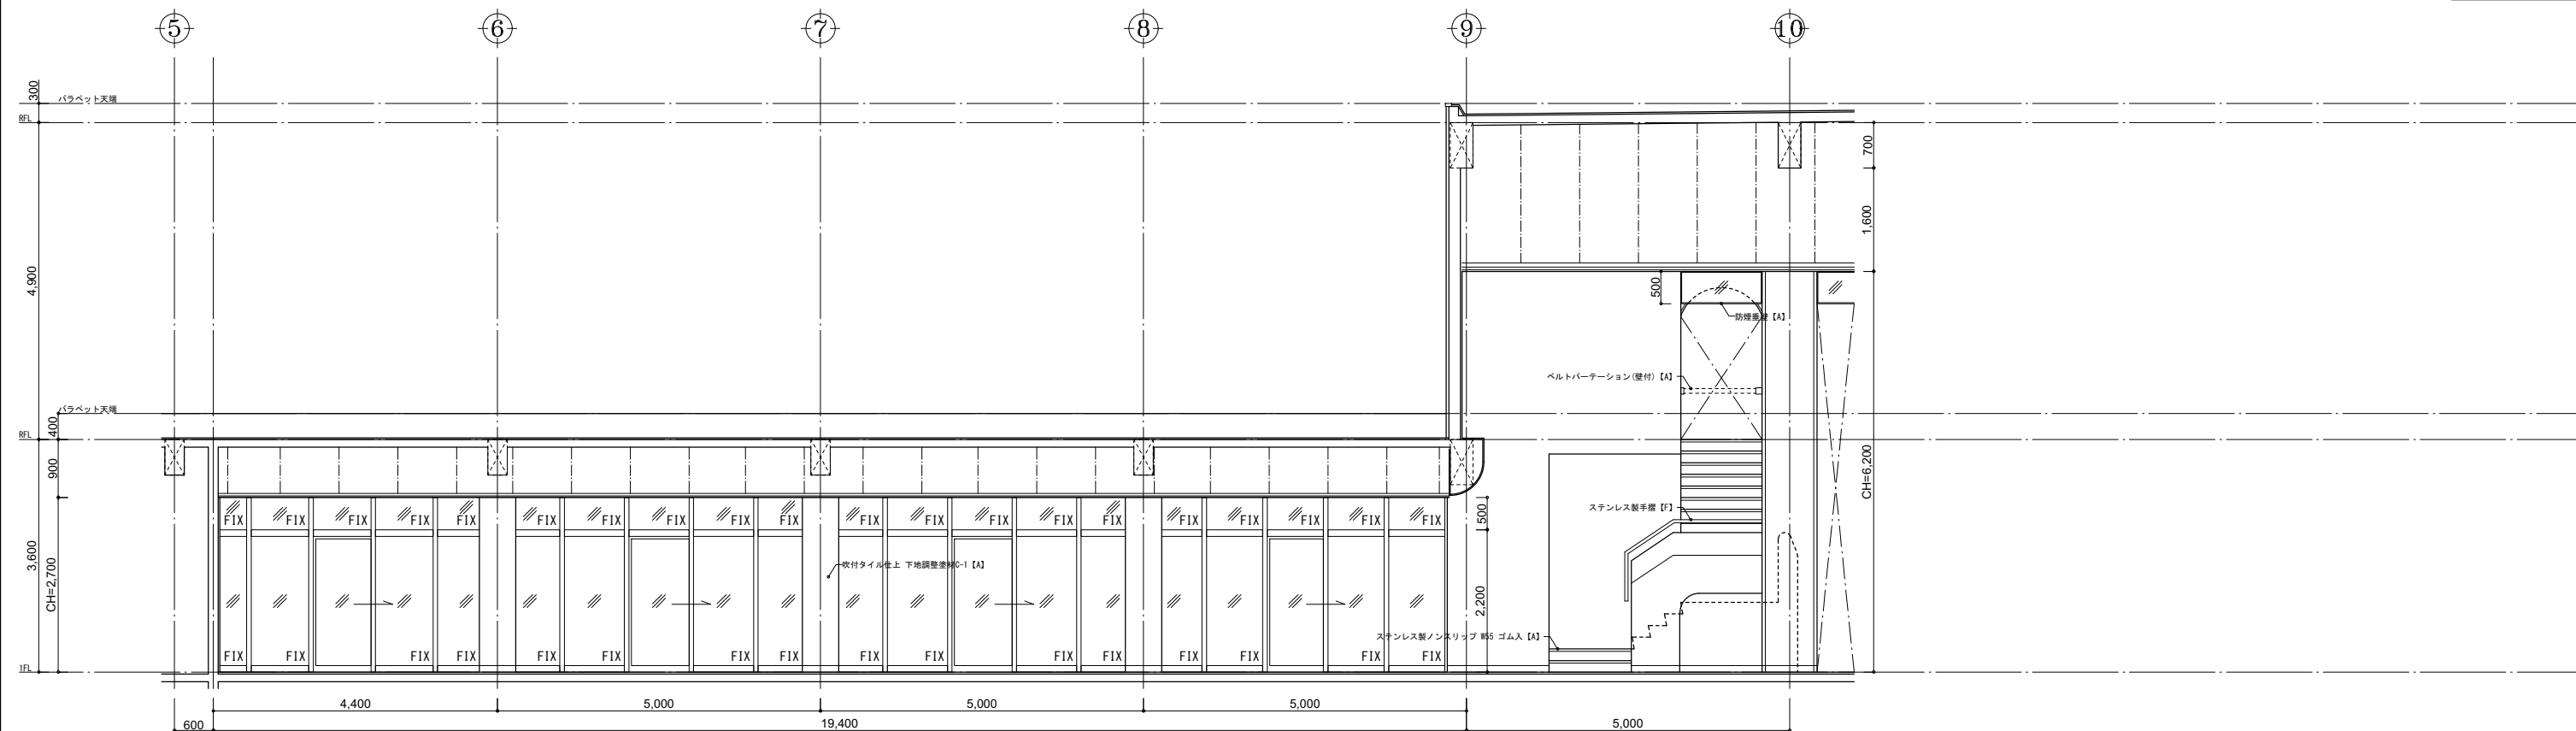 5 6 7 8 9 10
300
パラペット天端
RFL
700
1,600
4,900
500
防煙垂壁【A】
ベルトパーテーション(壁付)【A】
パラペット天端
400
RFL
900
CH=6,200
ステンレス製手摺【F】
500
FIX FIX FIX FIX FIX FIX FIX FIX FIX FIX FIX FIX FIX FIX FIX FIX FIX FIX FIX FIX
3,600
CH=2,700
吹付タイル仕上 下地調整塗材C-1【A】
2,200
ステンレス製ノンスリップ W55 ゴム入【A】
FIX FIX FIX FIX FIX FIX FIX FIX FIX FIX FIX FIX
1FL
4,400 5,000 5,000 5,000
600 19,400 5,000